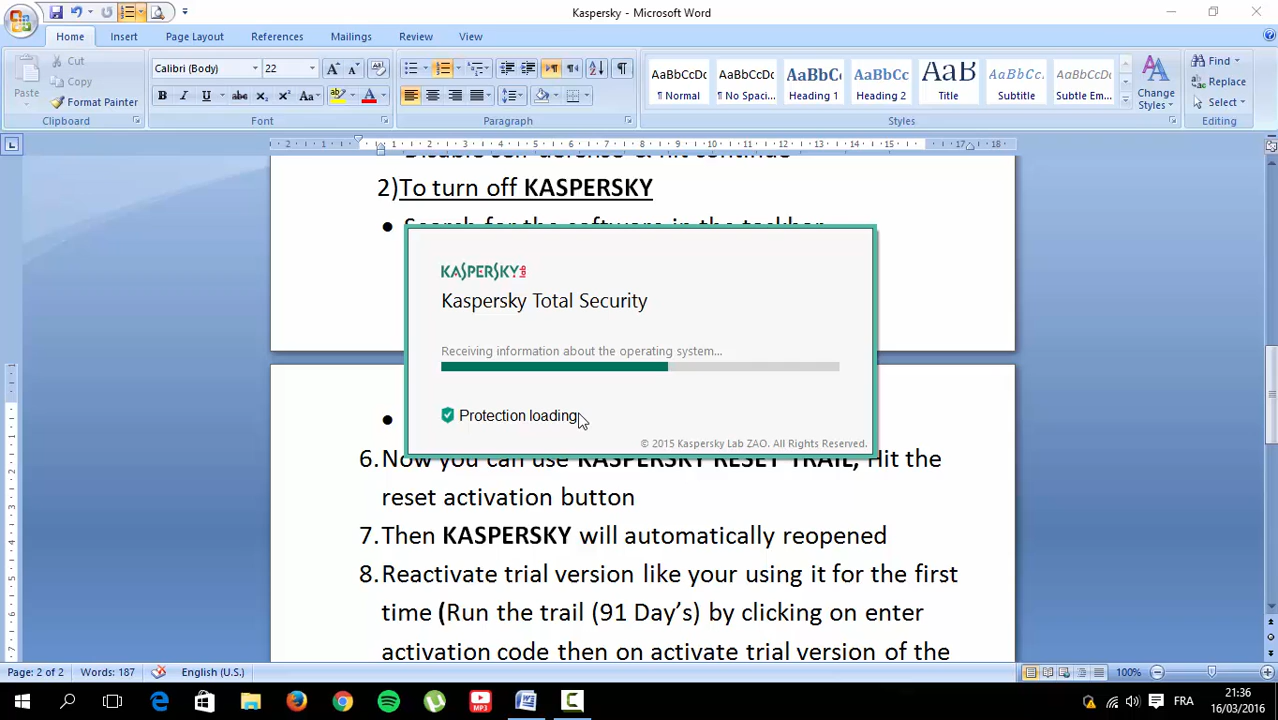 Kaspersky - Microsoft Word
Home Insert Page Layout References Mailings Review View
Paste
Cut
Copy
Format Painter
Clipboard
Calibri (Body) 22
Font
Paragraph
AaBbCcDc AaBbCcDc AaBbCc AaBbCc AaB AaBbCc. AaBbCcDc
¶ Normal ¶ No Spaci... Heading 1 Heading 2 Title Subtitle Subtle Em...
Change Styles
Styles
Find
Replace
Select
Editing
2)To turn off KASPERSKY
• Search for the software in the taskbar
KASPERSKY
Kaspersky Total Security
Receiving information about the operating system...
Protection loading
© 2015 Kaspersky Lab ZAO. All Rights Reserved.
6.Now you can use KASPERSKY RESET TRAIL, Hit the
reset activation button
7.Then KASPERSKY will automatically reopened
8.Reactivate trial version like your using it for the first
time (Run the trail (91 Day's) by clicking on enter
activation code then on activate trial version of the
Page: 2 of 2 Words: 187 English (U.S.) 100%
FRA 21:36
16/03/2016